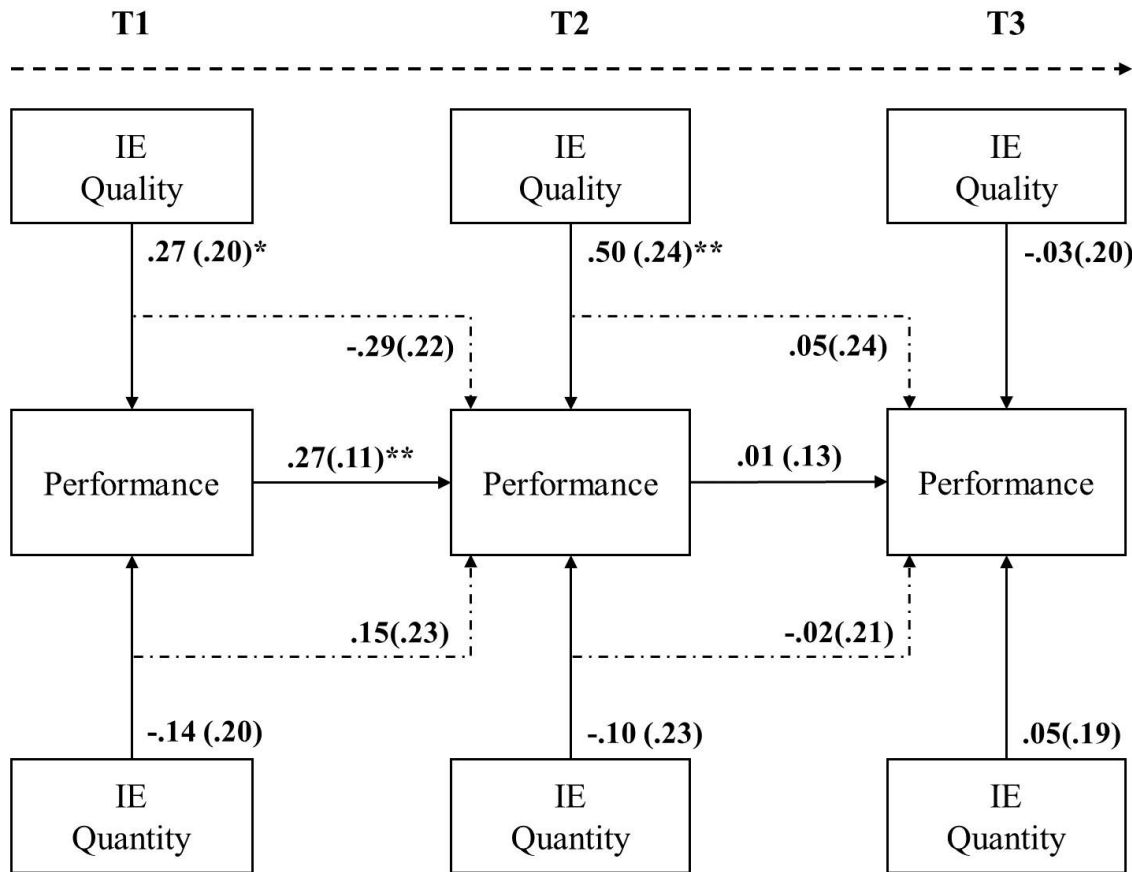 T1 T2 T3
IE IE IE
Quality Quality Quality
.27 (.20)* .50 (.24)** -.03(.20)
-.29(.22) .05(.24)
.27(.11)** .01 (.13)
Performance Performance Performance
.15(.23) -.02(.21)
-.14 (.20) -.10 (.23) .05(.19)
IE IE IE
Quantity Quantity Quantity